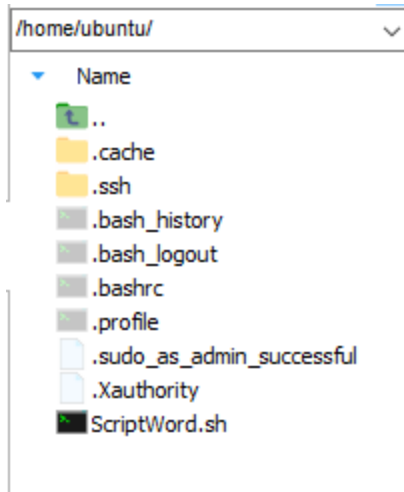 /home/ubuntu/
Name
..
.cache
.ssh
.bash_history
.bash_logout
.bashrc
.profile
.sudo_as_admin_successful
.Xauthority
ScriptWord.sh